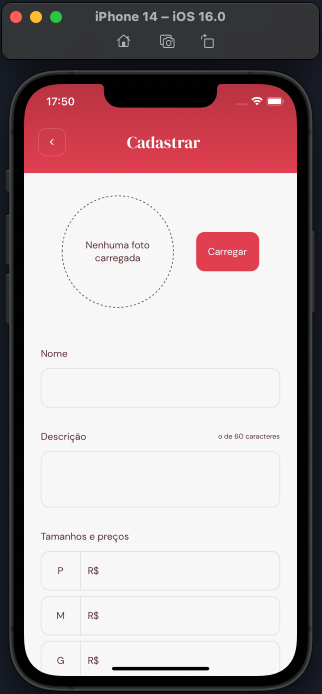 iPhone 14 – iOS 16.0
17:50
Cadastrar
Nenhuma foto
carregada
Carregar
Nome
Descrição
0 de 60 caracteres
Tamanhos e preços
P R$
M R$
G R$